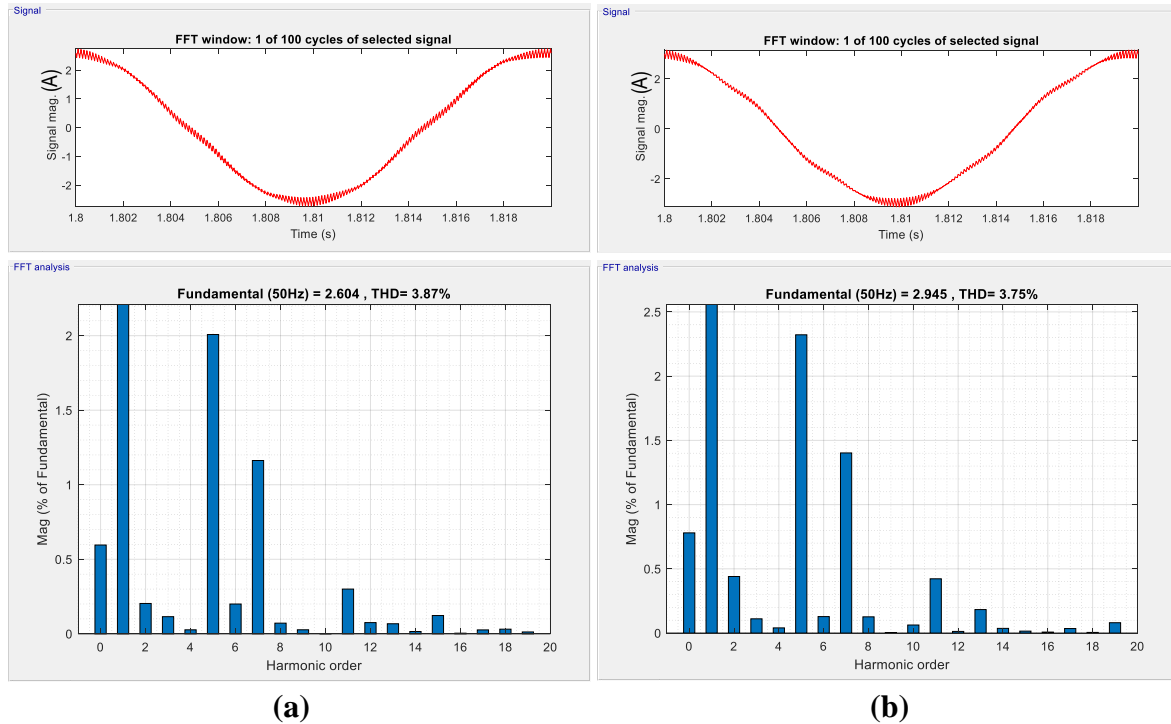 Signal
FFT window: 1 of 100 cycles of selected signal
Signal mag. (A)
2
1
0
-1
-2
1.8 1.802 1.804 1.806 1.808 1.81 1.812 1.814 1.816 1.818
Time (s)
FFT analysis
Fundamental (50Hz) = 2.604 , THD= 3.87%
Mag (% of Fundamental)
2
1.5
1
0.5
0
0 2 4 6 8 10 12 14 16 18 20
Harmonic order
(a)
Signal
FFT window: 1 of 100 cycles of selected signal
Signal mag. (A)
2
0
-2
1.8 1.802 1.804 1.806 1.808 1.81 1.812 1.814 1.816 1.818
Time (s)
FFT analysis
Fundamental (50Hz) = 2.945 , THD= 3.75%
Mag (% of Fundamental)
2.5
2
1.5
1
0.5
0
0 2 4 6 8 10 12 14 16 18 20
Harmonic order
(b)